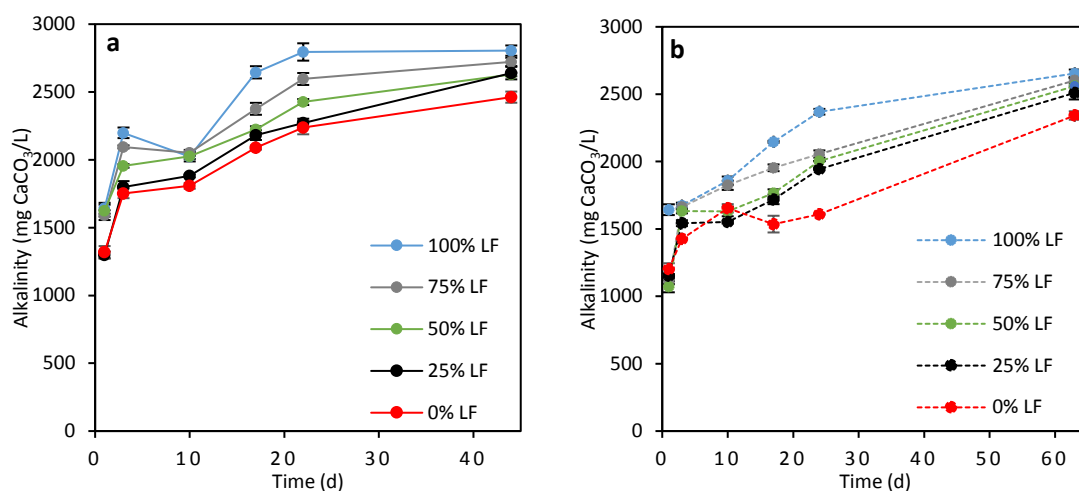 a
Alkalinity (mg CaCO3/L)
3000
2500
2000
1500
1000
500
0
0 10 20 30 40
Time (d)
100% LF
75% LF
50% LF
25% LF
0% LF
b
Alkalinity (mg CaCO3/L)
3000
2500
2000
1500
1000
500
0
0 10 20 30 40 50 60
Time (d)
100% LF
75% LF
50% LF
25% LF
0% LF